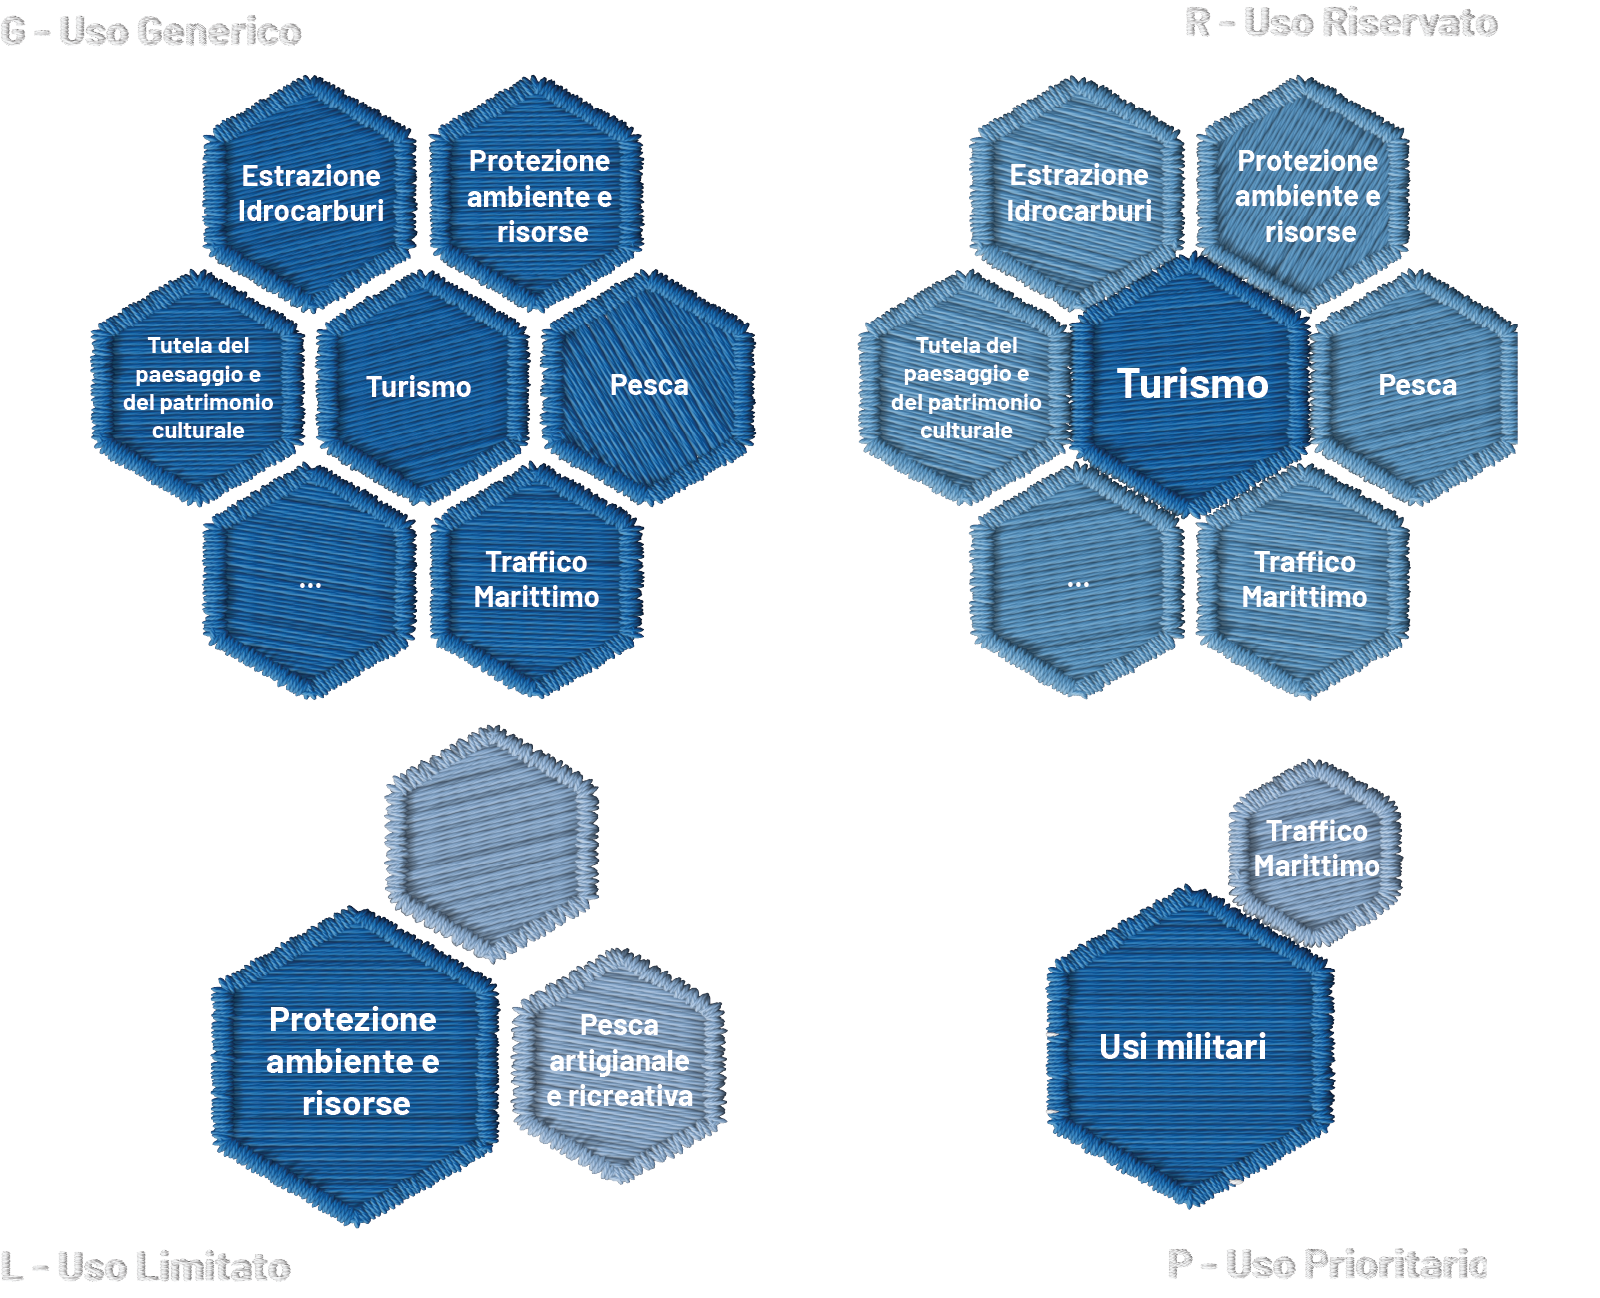 G - Uso Generico
Estrazione
Idrocarburi
Protezione
ambiente e
risorse
Tutela del
paesaggio e
del patrimonio
culturale
Turismo
Pesca
...
Traffico
Marittimo
R - Uso Riservato
Estrazione
Idrocarburi
Protezione
ambiente e
risorse
Tutela del
paesaggio e
del patrimonio
culturale
Turismo
Pesca
...
Traffico
Marittimo
Protezione
ambiente e
risorse
Pesca
artigianale
e ricreativa
L - Uso Limitato
Traffico
Marittimo
Usi militari
P - Uso Prioritario